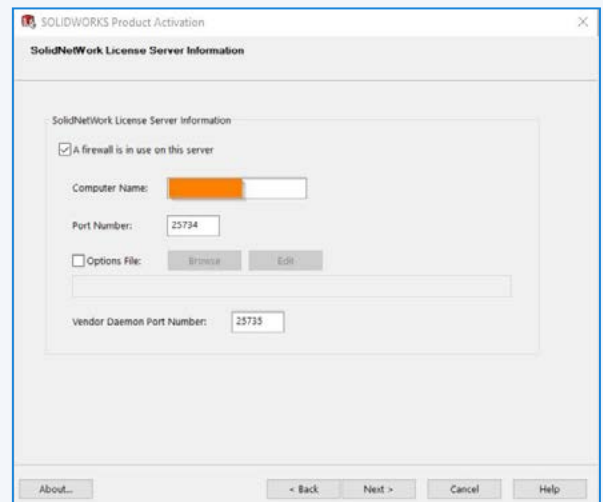 SOLIDWORKS Product Activation
SolidNetWork License Server Information
SolidNetWork License Server Information
A firewall is in use on this server
Computer Name:
Port Number: 25734
Options File: Browse Edit
Vendor Daemon Port Number: 25735
About... < Back Next > Cancel Help